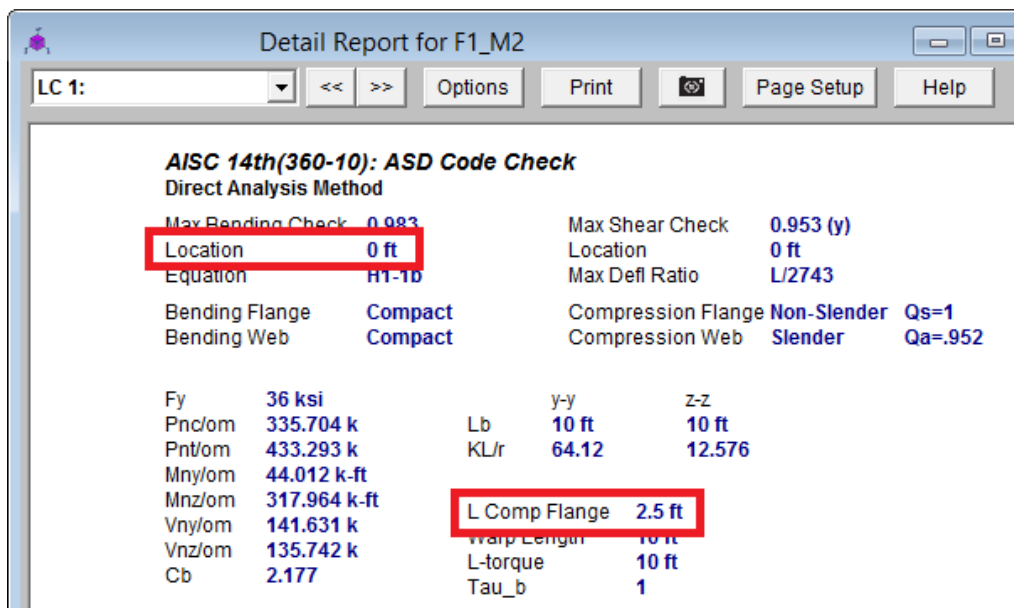 Detail Report for F1_M2
LC 1: << >> Options Print Page Setup Help
AISC 14th(360-10): ASD Code Check
Direct Analysis Method
Max Bending Check 0.983 Max Shear Check 0.953 (y)
Location 0 ft Location 0 ft
Equation H1-1b Max Defl Ratio L/2743
Bending Flange Compact Compression Flange Non-Slender Qs=1
Bending Web Compact Compression Web Slender Qa=.952
Fy 36 ksi y-y z-z
Pnc/om 335.704 k Lb 10 ft 10 ft
Pnt/om 433.293 k KL/r 64.12 12.576
Mny/om 44.012 k-ft
Mnz/om 317.964 k-ft L Comp Flange 2.5 ft
Vny/om 141.631 k Warp Length 10 ft
Vnz/om 135.742 k L-torque 10 ft
Cb 2.177 Tau_b 1